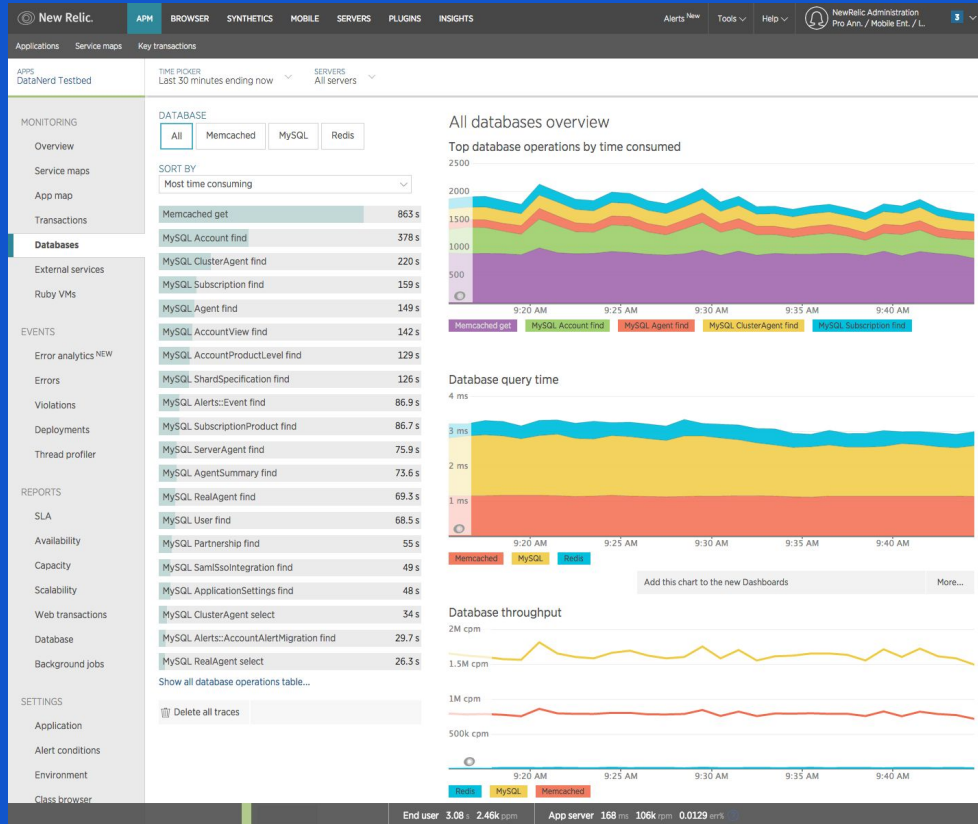 New Relic.
APM BROWSER SYNTHETICS MOBILE SERVERS PLUGINS INSIGHTS
Alerts New Tools Help
NewRelic Administration
Pro Ann. / Mobile Ent. / L..
3
Applications Service maps Key transactions
APPS
DataNerd Testbed
TIME PICKER
Last 30 minutes ending now
SERVERS
All servers
MONITORING
Overview
Service maps
App map
Transactions
Databases
External services
Ruby VMs
EVENTS
Error analytics NEW
Errors
Violations
Deployments
Thread profiler
REPORTS
SLA
Availability
Capacity
Scalability
Web transactions
Database
Background jobs
SETTINGS
Application
Alert conditions
Environment
Class browser
DATABASE
All Memcached MySQL Redis
SORT BY
Most time consuming
Memcached get 863 s
MySQL Account find 378 s
MySQL ClusterAgent find 220 s
MySQL Subscription find 159 s
MySQL Agent find 149 s
MySQL AccountView find 142 s
MySQL AccountProductLevel find 129 s
MySQL ShardSpecification find 126 s
MySQL Alerts::Event find 86.9 s
MySQL SubscriptionProduct find 86.7 s
MySQL ServerAgent find 75.9 s
MySQL AgentSummary find 73.6 s
MySQL RealAgent find 69.3 s
MySQL User find 68.5 s
MySQL Partnership find 55 s
MySQL SamlSsoIntegration find 49 s
MySQL ApplicationSettings find 48 s
MySQL ClusterAgent select 34 s
MySQL Alerts::AccountAlertMigration find 29.7 s
MySQL RealAgent select 26.3 s
Show all database operations table...
Delete all traces
All databases overview
Top database operations by time consumed
2500
2000
1500
1000
500
9:20 AM 9:25 AM 9:30 AM 9:35 AM 9:40 AM
Memcached get MySQL Account find MySQL Agent find MySQL ClusterAgent find MySQL Subscription find
Database query time
4 ms
3 ms
2 ms
1 ms
9:20 AM 9:25 AM 9:30 AM 9:35 AM 9:40 AM
Memcached MySQL Redis
Add this chart to the new Dashboards More...
Database throughput
2M cpm
1.5M cpm
1M cpm
500k cpm
9:20 AM 9:25 AM 9:30 AM 9:35 AM 9:40 AM
Redis MySQL Memcached
End user 3.08 s 2.46k ppm App server 168 ms 106k rpm 0.0129 err%